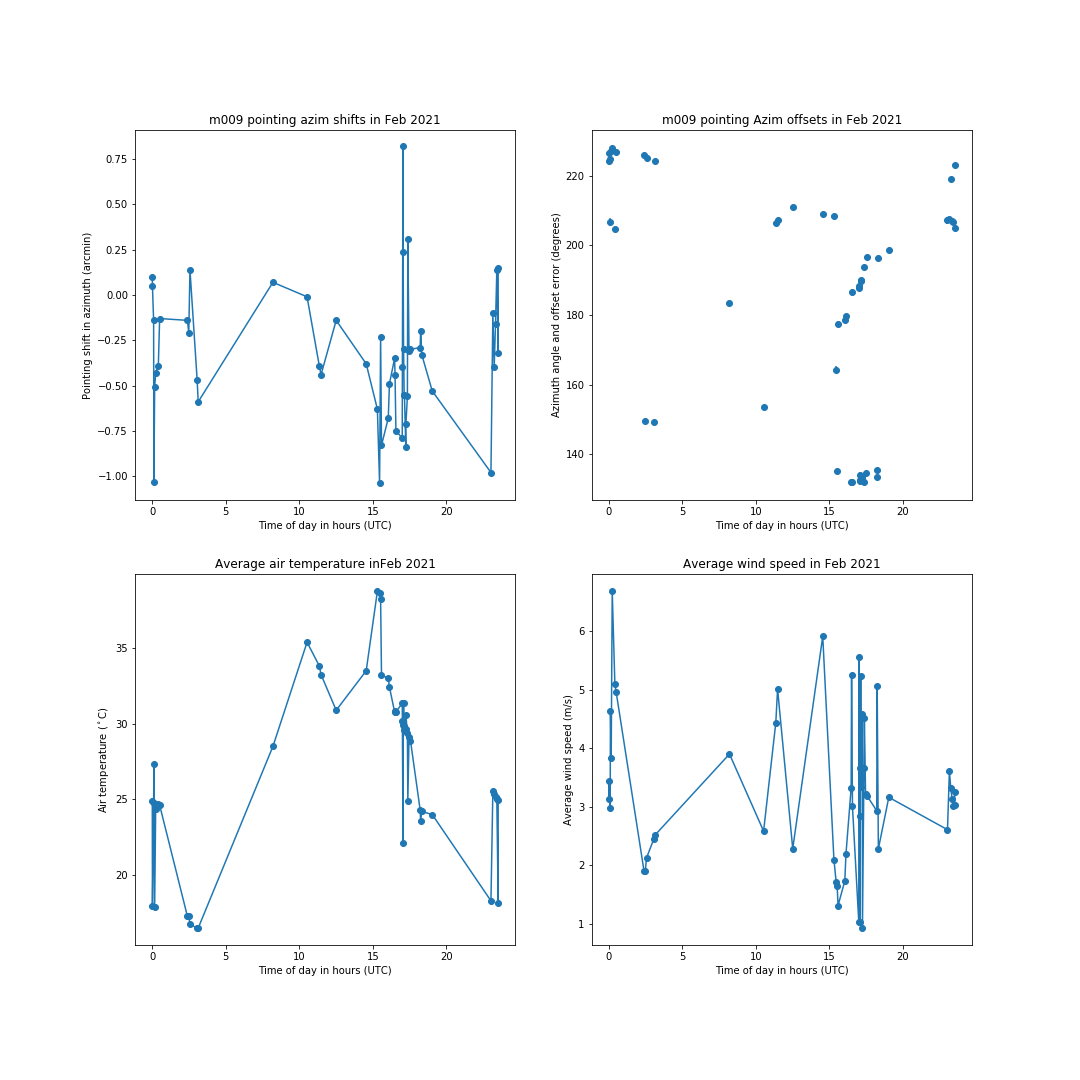 m009 pointing azim shifts in Feb 2021
Pointing shift in azimuth (arcmin)
0.75
0.50
0.25
0.00
−0.25
−0.50
−0.75
−1.00
0 5 10 15 20
Time of day in hours (UTC)
m009 pointing Azim offsets in Feb 2021
Azimuth angle and offset error (degrees)
220
200
180
160
140
0 5 10 15 20
Time of day in hours (UTC)
Average air temperature inFeb 2021
Air temperature (°C)
35
30
25
20
0 5 10 15 20
Time of day in hours (UTC)
Average wind speed in Feb 2021
Average wind speed (m/s)
6
5
4
3
2
1
0 5 10 15 20
Time of day in hours (UTC)